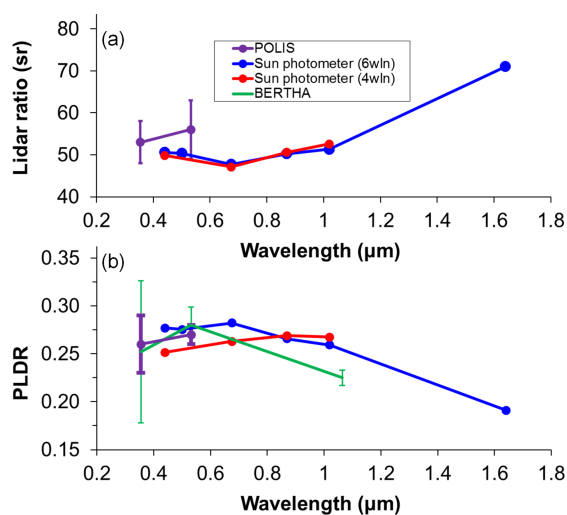 (a)
POLIS
Sun photometer (6wln)
Sun photometer (4wln)
BERTHA
Lidar ratio (sr)
80
70
60
50
40
0.2 0.4 0.6 0.8 1 1.2 1.4 1.6 1.8
Wavelength (µm)
(b)
PLDR
0.35
0.30
0.25
0.20
0.15
0.2 0.4 0.6 0.8 1 1.2 1.4 1.6 1.8
Wavelength (µm)